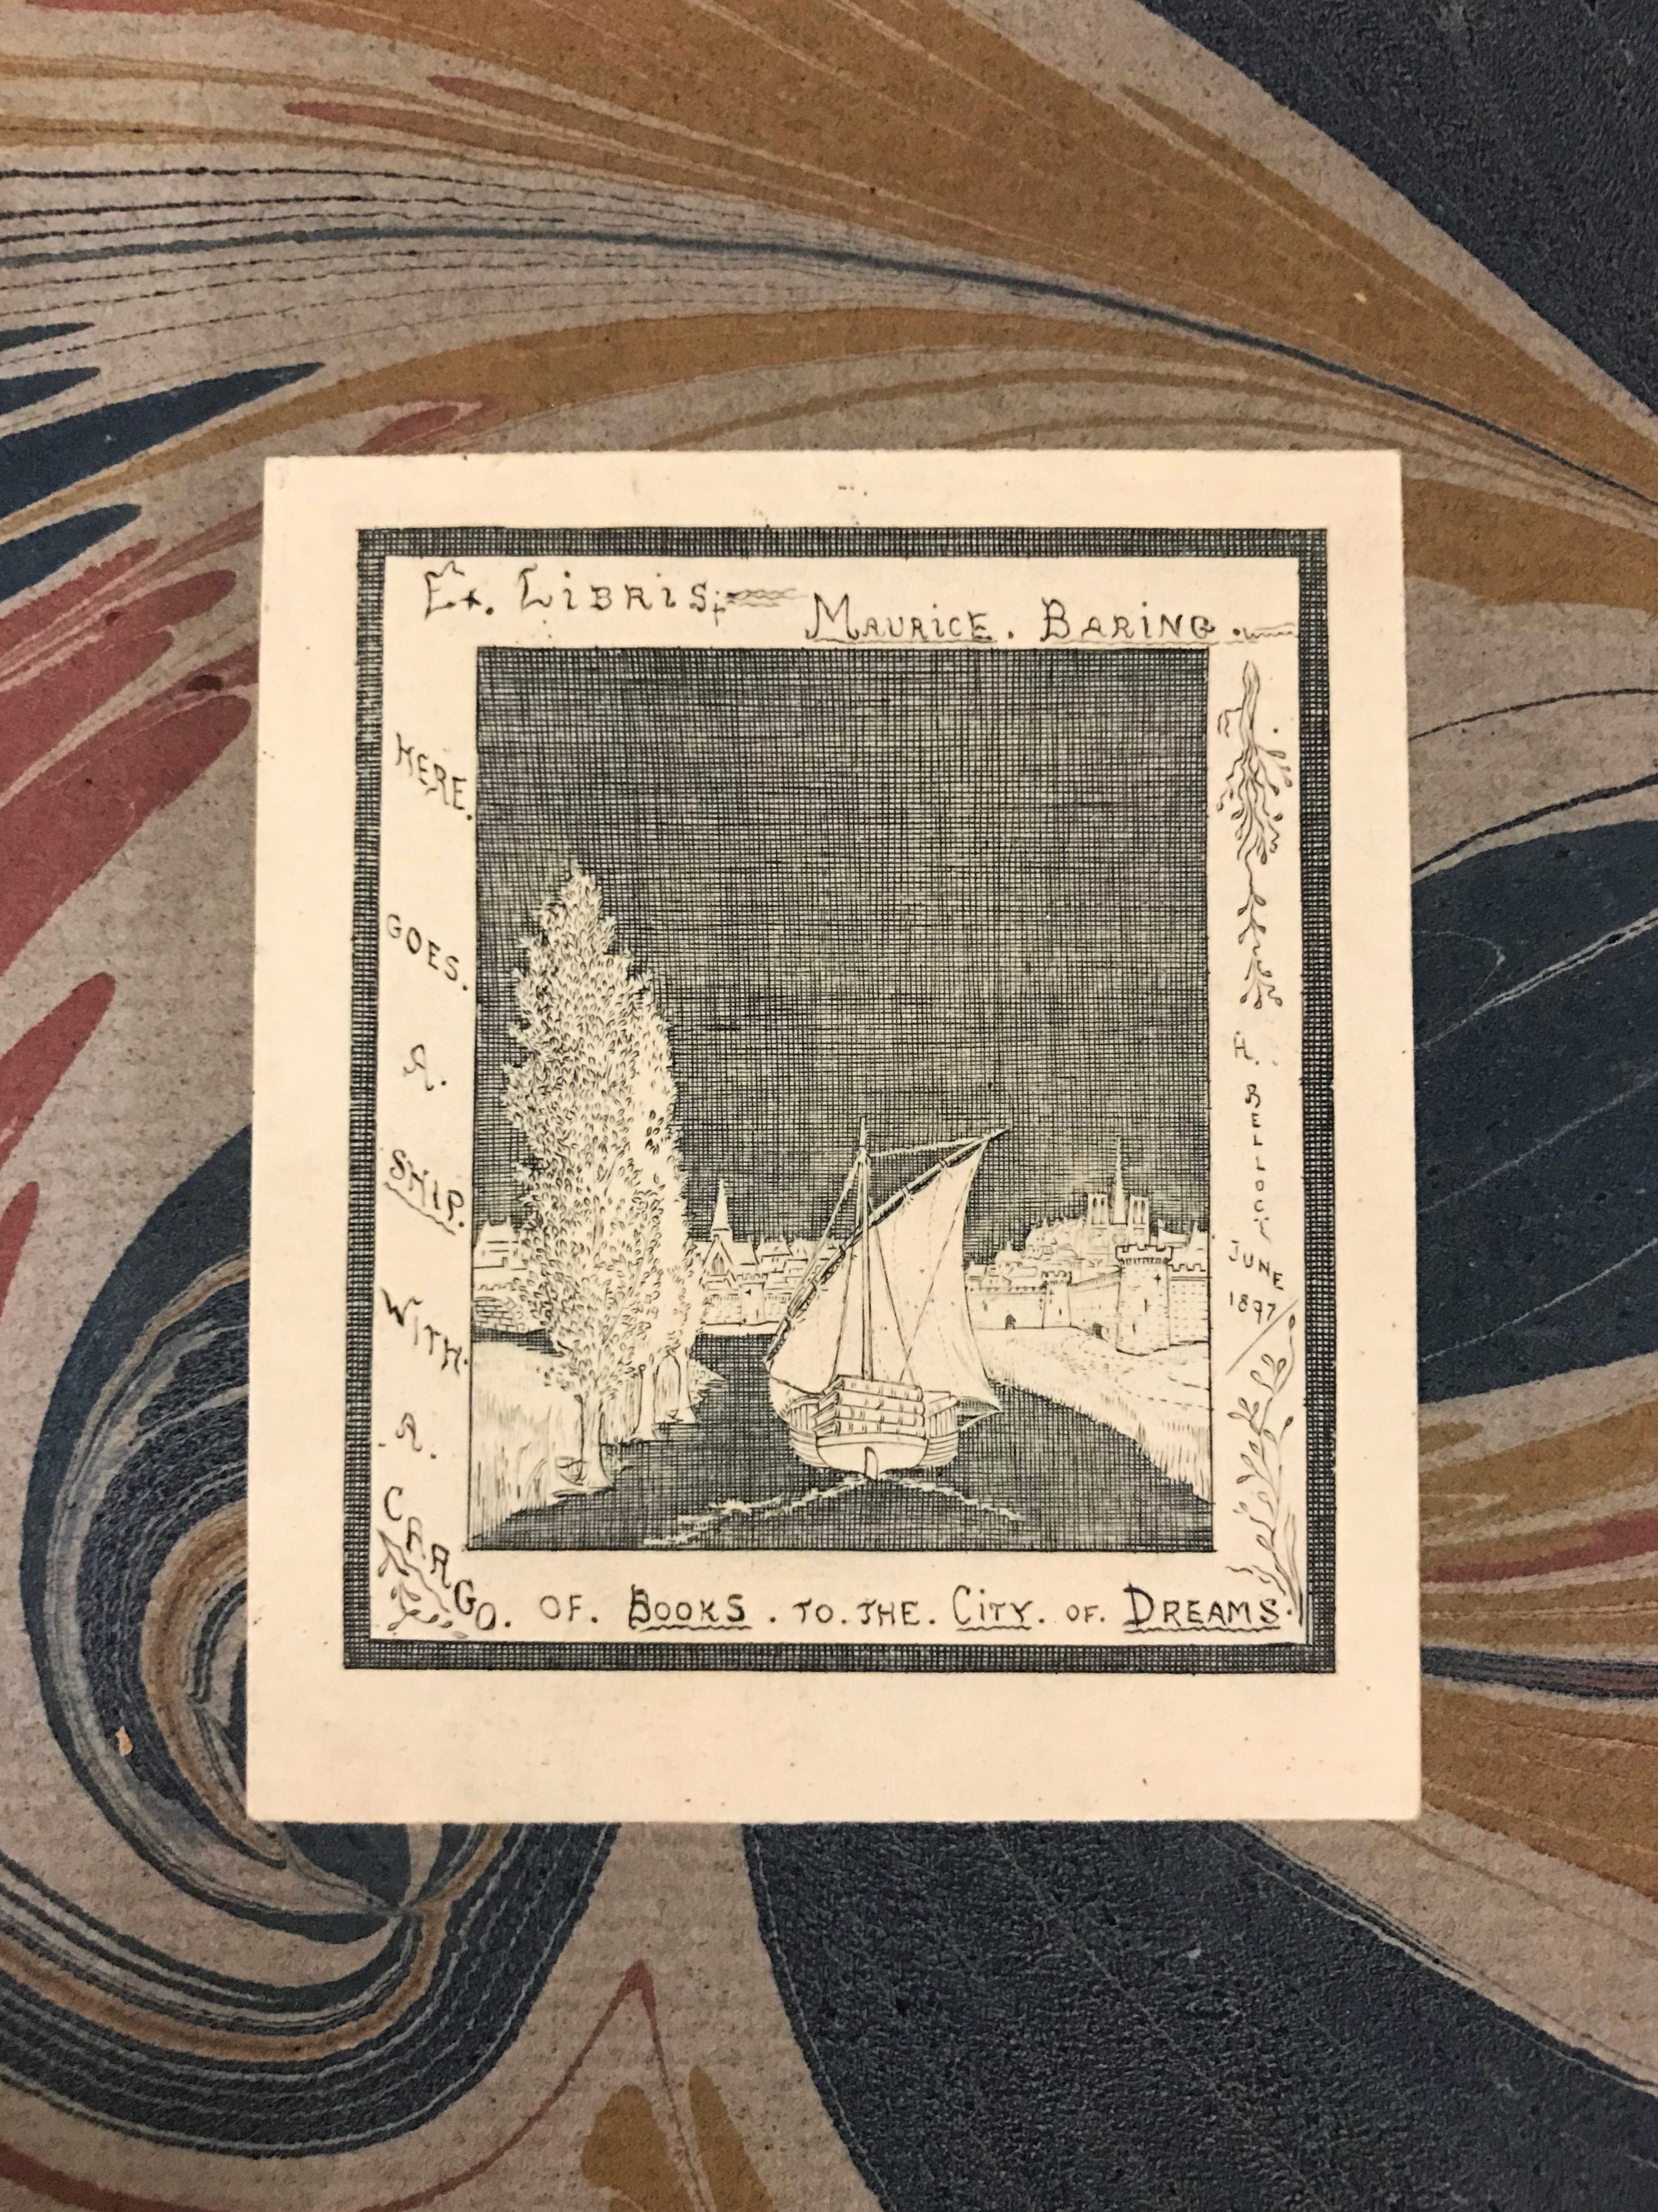 Ex. LIBRIS
MAURICE. BARING.
HERE.
GOES.
A.
SHIP.
WITH.
A.
CARGO. OF. BOOKS. TO. THE. CITY. OF. DREAMS.
H.
BELLOC
JUNE
1897